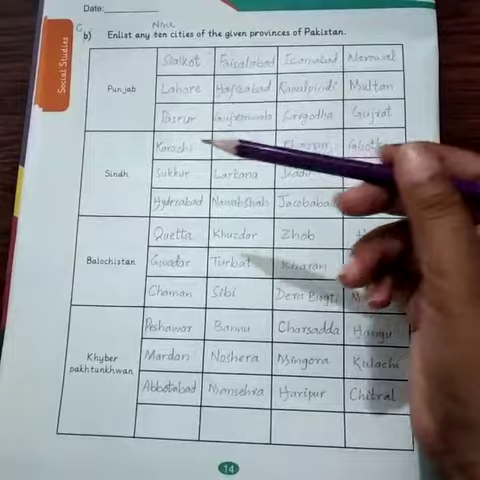 Date:
C None
b) Enlist any ten cities of the given provinces of Pakistan.
Social Studies
Punjab
Sialkot Faisalabad Islamabad Narowal
Lahore Hafizabad Rawalpindi Multan
Pasrur Gujranwala Sargodha Gujrat
Sindh
Karachi
Sukkur Larkana Dadu
Hyderabad Nawabshah Jacobabad
Balochistan
Quetta Khuzdar Zhob
Gwadar Turbat Kharan
Chaman Sibi Dera Bugti
Khyber
pakhtunkhwan
Peshawar Bannu Charsadda Hangu
Mardan Noshera Mingora Kulachi
Abbotabad Mansehra Haripur Chitral
14